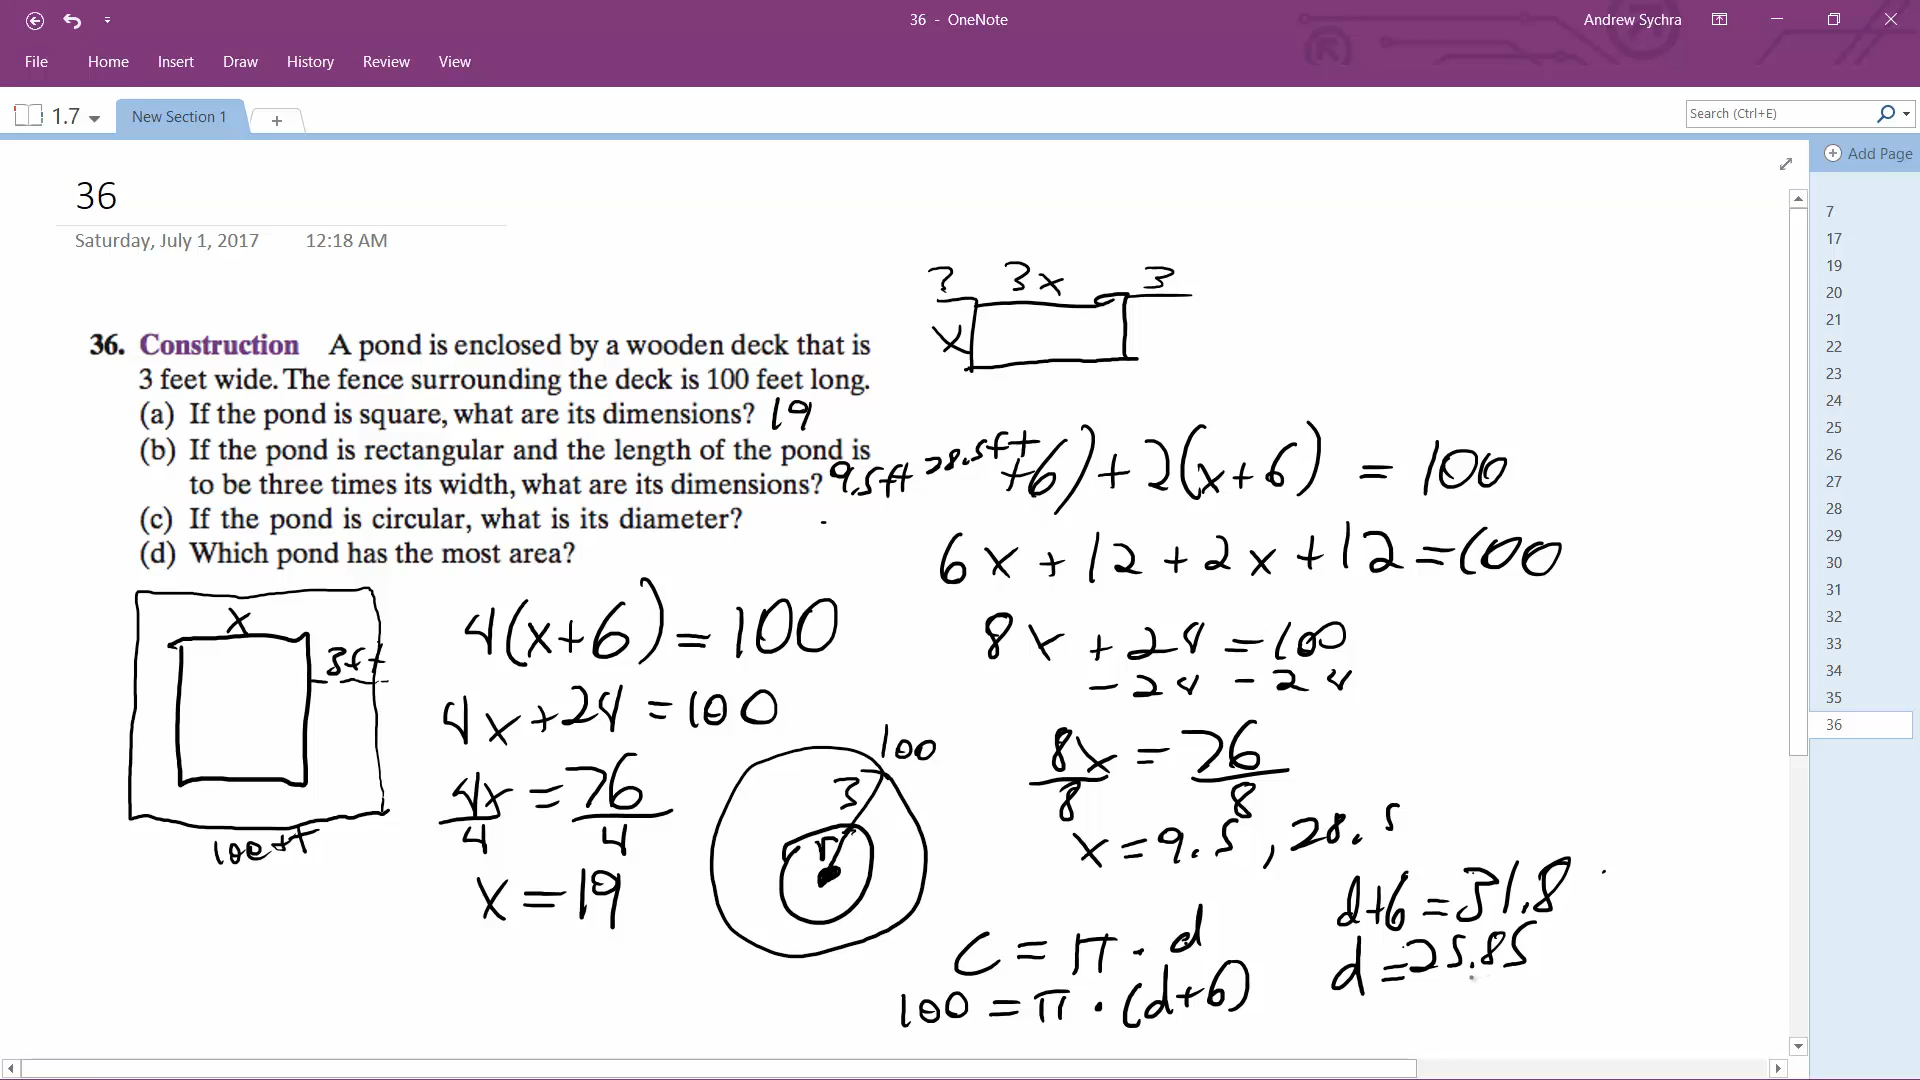 36 - OneNote
Andrew Sychra
File Home Insert Draw History Review View
1.7 New Section 1 +
Search (Ctrl+E)
Add Page
36
Saturday, July 1, 2017 12:18 AM
36. Construction A pond is enclosed by a wooden deck that is
3 feet wide. The fence surrounding the deck is 100 feet long.
(a) If the pond is square, what are its dimensions? 19
(b) If the pond is rectangular and the length of the pond is
to be three times its width, what are its dimensions? 9.5ft 28.5ft
(c) If the pond is circular, what is its diameter?
(d) Which pond has the most area?
x
3ft
100ft
4(x+6)=100
4x+24=100
4x=76
4 4
x=19
100
3
r
? 3x 3
x
+6)+2(x+6) = 100
6x+12+2x+12=100
8x+24=100
-24 -24
8x=76
8 8
x=9.5, 28.5
C=π·d
100=π·(d+6)
d+6=31.8
d=25.85
7
17
19
20
21
22
23
24
25
26
27
28
29
30
31
32
33
34
35
36